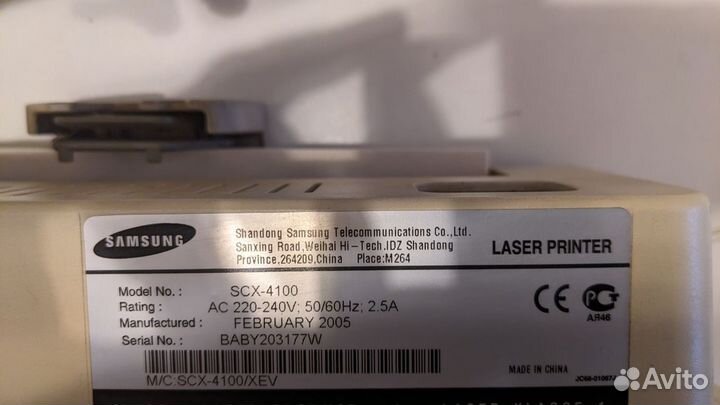 SAMSUNG
Shandong Samsung Telecommunications Co.,Ltd.
Sanxing Road,Weihai Hi-Tech.IDZ Shandong
Province,264209,China Place:M264
LASER PRINTER
Model No. : SCX-4100
Rating : AC 220-240V; 50/60Hz; 2.5A
Manufactured : FEBRUARY 2005
Serial No. : BABY203177W
CE
АЯ46
M/C:SCX-4100/XEV
MADE IN CHINA
Avito